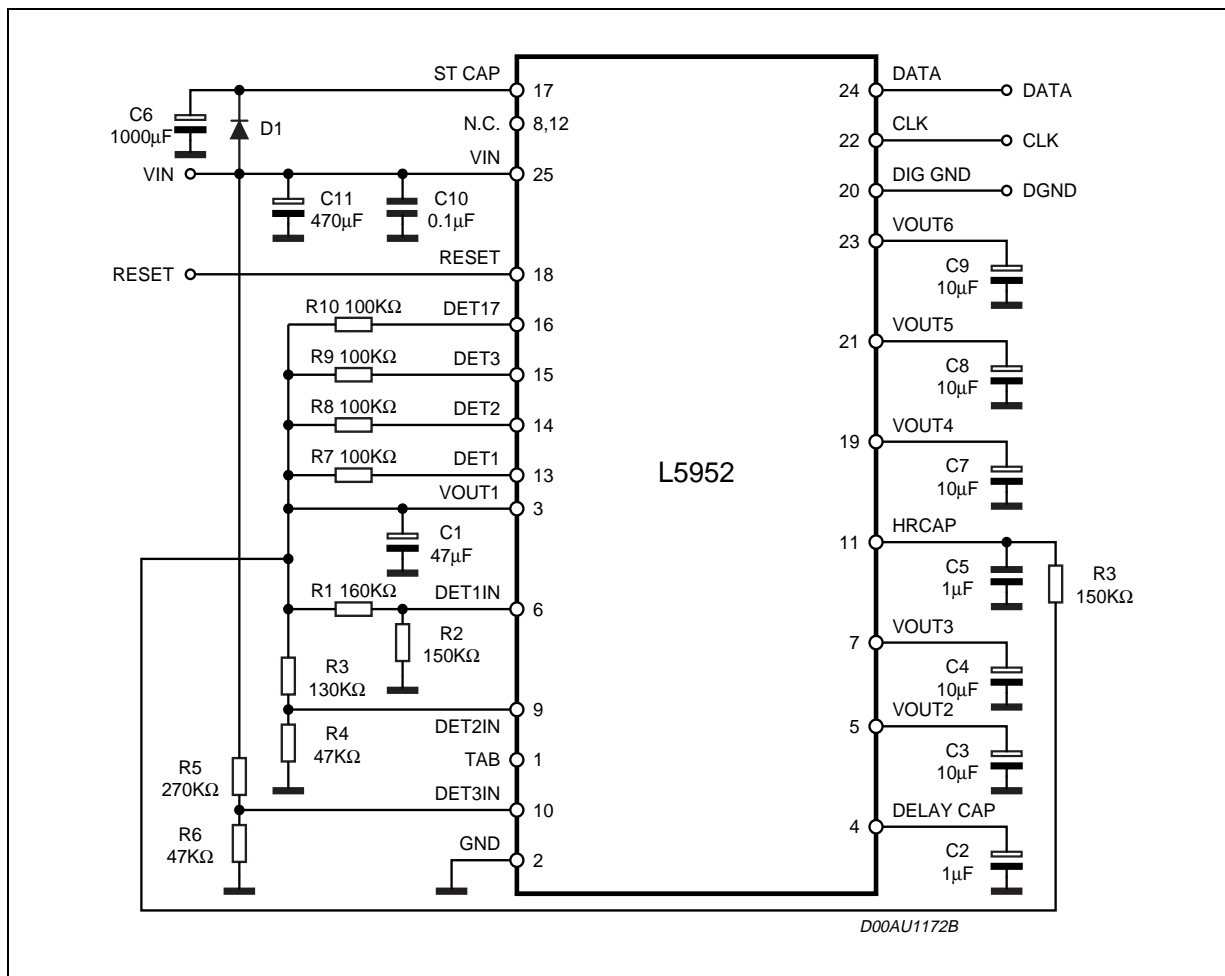 ST CAP
17
C6
1000µF
D1
N.C.
8,12
VIN
VIN
25
C11
470µF
C10
0.1µF
RESET
RESET
18
R10 100KΩ
DET17
16
R9 100KΩ
DET3
15
R8 100KΩ
DET2
14
R7 100KΩ
DET1
13
VOUT1
3
C1
47µF
R1 160KΩ
DET1IN
6
R2
150KΩ
R3
130KΩ
9
DET2IN
R4
47KΩ
TAB
1
R5
270KΩ
DET3IN
10
R6
47KΩ
GND
2
L5952
DATA
24
DATA
CLK
22
CLK
DIG GND
20
DGND
VOUT6
23
C9
10µF
VOUT5
21
C8
10µF
VOUT4
19
C7
10µF
HRCAP
11
C5
1µF
R3
150KΩ
VOUT3
7
C4
10µF
VOUT2
5
C3
10µF
DELAY CAP
4
C2
1µF
D00AU1172B